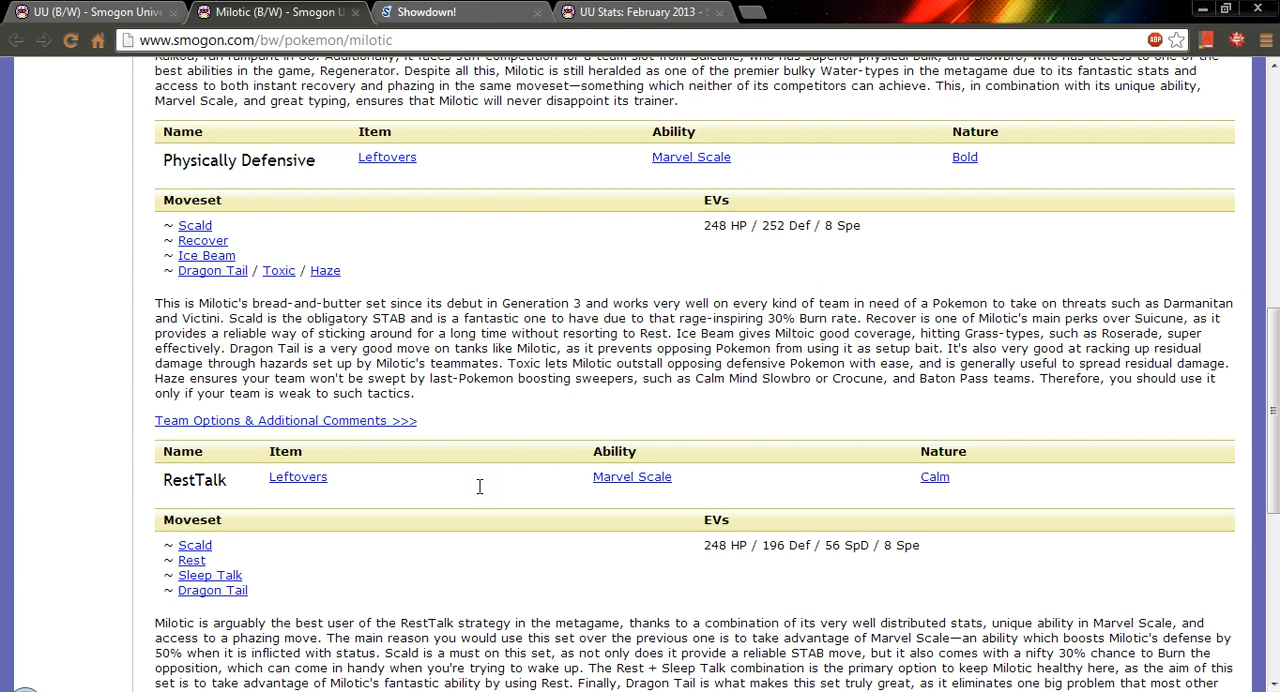 UU (B/W) - Smogon Unive
Milotic (B/W) - Smogon U
Showdown!
UU Stats: February 2013 - S
www.smogon.com/bw/pokemon/milotic
ABP
best abilities in the game, Regenerator. Despite all this, Milotic is still heralded as one of the premier bulky Water-types in the metagame due to its fantastic stats and
access to both instant recovery and phazing in the same moveset—something which neither of its competitors can achieve. This, in combination with its unique ability,
Marvel Scale, and great typing, ensures that Milotic will never disappoint its trainer.
Name Item Ability Nature
Physically Defensive Leftovers Marvel Scale Bold
Moveset EVs
~ Scald 248 HP / 252 Def / 8 Spe
~ Recover
~ Ice Beam
~ Dragon Tail / Toxic / Haze
This is Milotic's bread-and-butter set since its debut in Generation 3 and works very well on every kind of team in need of a Pokemon to take on threats such as Darmanitan
and Victini. Scald is the obligatory STAB and is a fantastic one to have due to that rage-inspiring 30% Burn rate. Recover is one of Milotic's main perks over Suicune, as it
provides a reliable way of sticking around for a long time without resorting to Rest. Ice Beam gives Miltoic good coverage, hitting Grass-types, such as Roserade, super
effectively. Dragon Tail is a very good move on tanks like Milotic, as it prevents opposing Pokemon from using it as setup bait. It's also very good at racking up residual
damage through hazards set up by Milotic's teammates. Toxic lets Milotic outstall opposing defensive Pokemon with ease, and is generally useful to spread residual damage.
Haze ensures your team won't be swept by last-Pokemon boosting sweepers, such as Calm Mind Slowbro or Crocune, and Baton Pass teams. Therefore, you should use it
only if your team is weak to such tactics.
Team Options & Additional Comments >>>
Name Item Ability Nature
RestTalk Leftovers Marvel Scale Calm
Moveset EVs
~ Scald 248 HP / 196 Def / 56 SpD / 8 Spe
~ Rest
~ Sleep Talk
~ Dragon Tail
Milotic is arguably the best user of the RestTalk strategy in the metagame, thanks to a combination of its very well distributed stats, unique ability in Marvel Scale, and
access to a phazing move. The main reason you would use this set over the previous one is to take advantage of Marvel Scale—an ability which boosts Milotic's defense by
50% when it is inflicted with status. Scald is a must on this set, as not only does it provide a reliable STAB move, but it also comes with a nifty 30% chance to Burn the
opposition, which can come in handy when you're trying to wake up. The Rest + Sleep Talk combination is the primary option to keep Milotic healthy here, as the aim of this
set is to take advantage of Milotic's fantastic ability by using Rest. Finally, Dragon Tail is what makes this set truly great, as it eliminates one big problem that most other